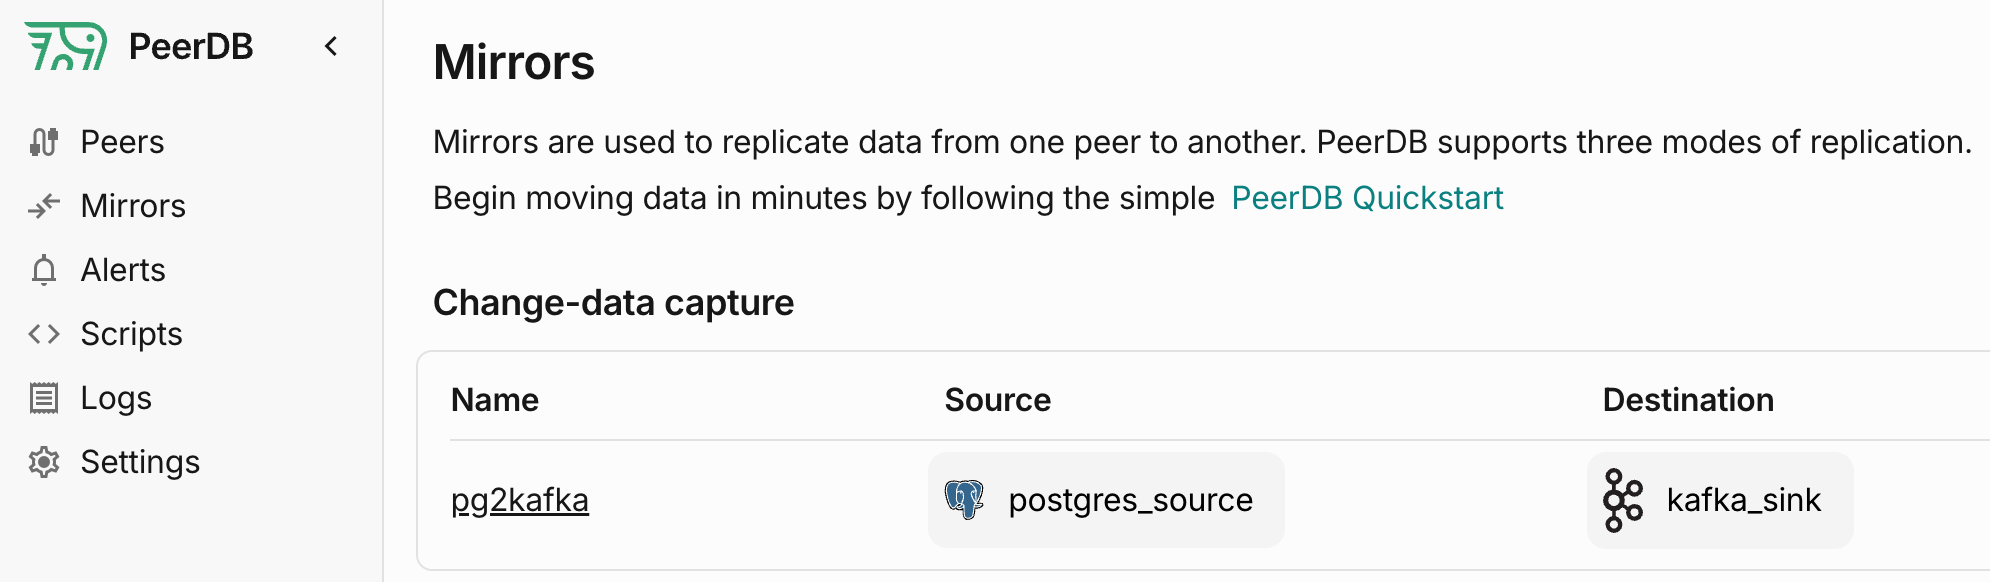 PeerDB
Peers
Mirrors
Alerts
Scripts
Logs
Settings
Mirrors
Mirrors are used to replicate data from one peer to another. PeerDB supports three modes of replication.
Begin moving data in minutes by following the simple PeerDB Quickstart
Change-data capture
Name Source Destination
pg2kafka postgres_source kafka_sink